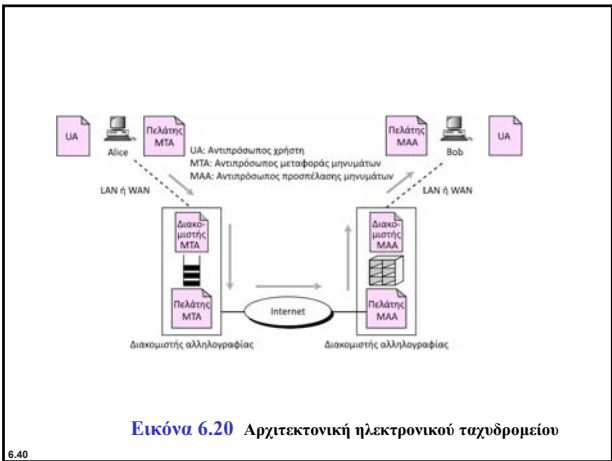 UA
Alice
Πελάτης
MTA
UA: Αντιπρόσωπος χρήστη
MTA: Αντιπρόσωπος μεταφοράς μηνυμάτων
MAA: Αντιπρόσωπος προσπέλασης μηνυμάτων
Πελάτης
MAA
Bob
UA
LAN ή WAN
LAN ή WAN
Διακο-
μιστής
MTA
Πελάτης
MTA
Internet
Διακο-
μιστής
MAA
Πελάτης
MAA
Διακομιστής αλληλογραφίας
Διακομιστής αλληλογραφίας
Εικόνα 6.20 Αρχιτεκτονική ηλεκτρονικού ταχυδρομείου
6.40